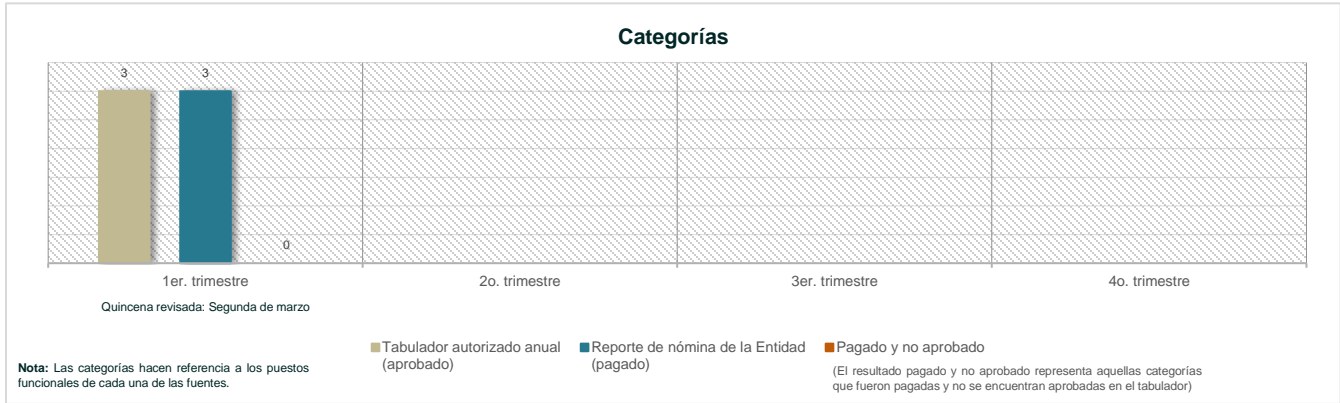 Categorías
3
3
0
1er. trimestre
2o. trimestre
3er. trimestre
4o. trimestre
Quincena revisada: Segunda de marzo
Tabulador autorizado anual
(aprobado)
Reporte de nómina de la Entidad
(pagado)
Pagado y no aprobado
(El resultado pagado y no aprobado representa aquellas categorías
que fueron pagadas y no se encuentran aprobadas en el tabulador)
Nota: Las categorías hacen referencia a los puestos
funcionales de cada una de las fuentes.